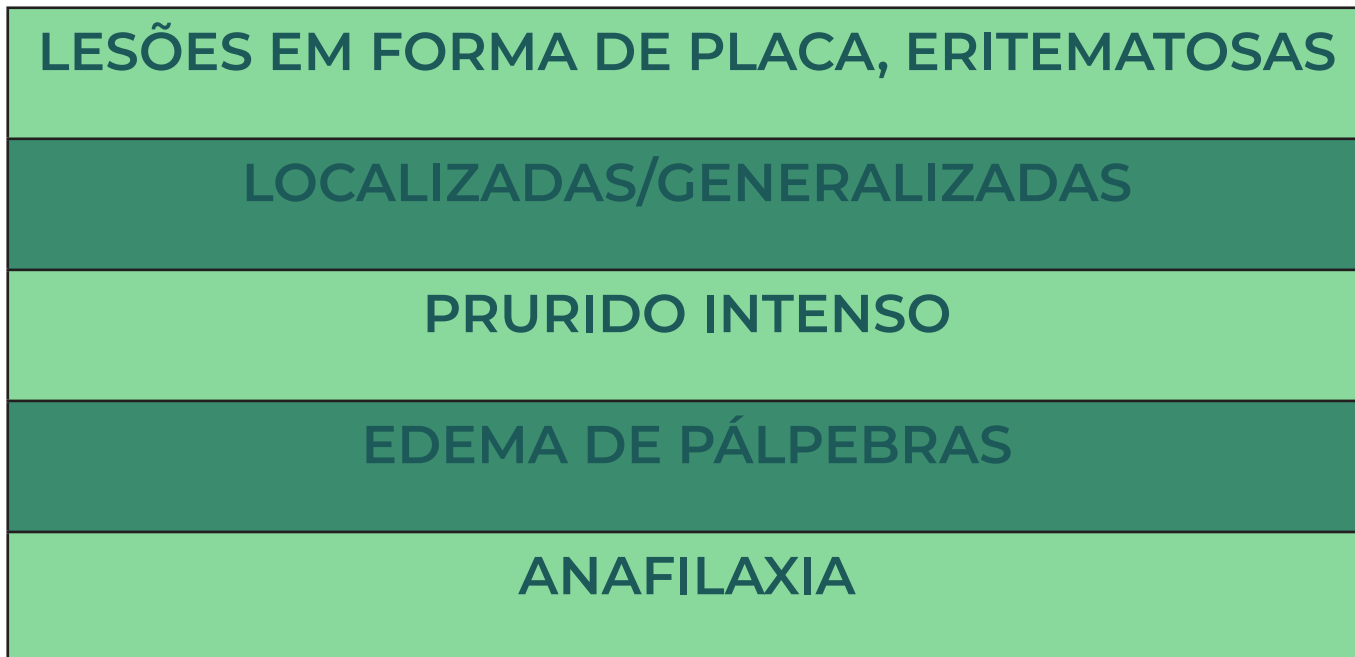 LESÕES EM FORMA DE PLACA, ERITEMATOSAS
LOCALIZADAS/GENERALIZADAS
PRURIDO INTENSO
EDEMA DE PÁLPEBRAS
ANAFILAXIA